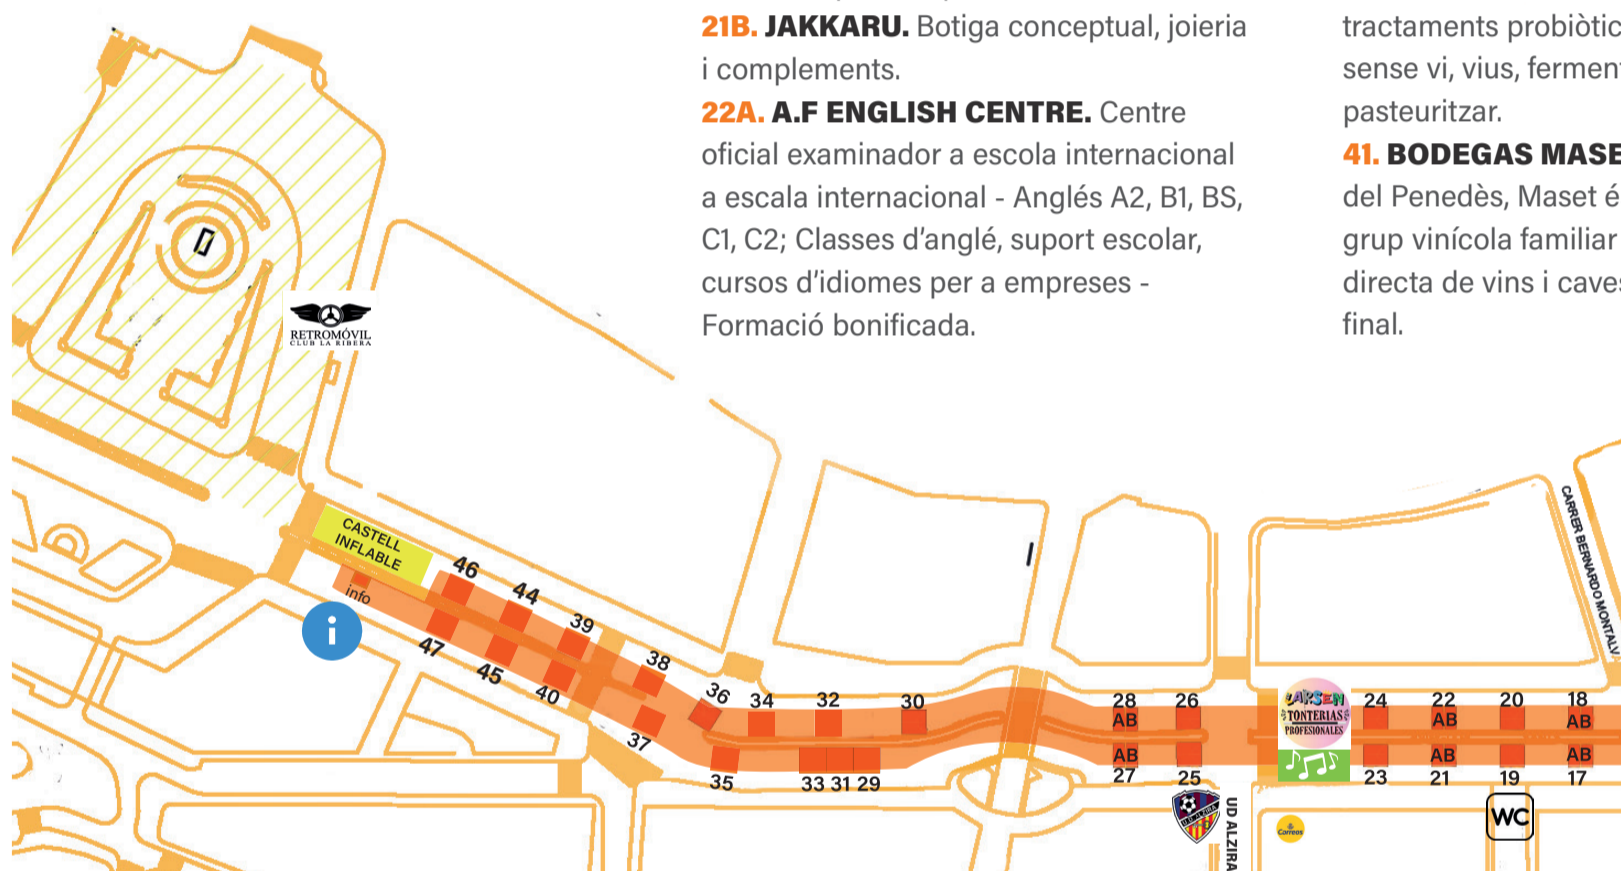 21B. JAKKARU. Botiga conceptual, joieria
i complements.
22A. A.F ENGLISH CENTRE. Centre
oficial examinador a escola internacional
a escala internacional - Anglés A2, B1, BS,
C1, C2; Classes d'anglé, suport escolar,
cursos d'idiomes per a empreses -
Formació bonificada.
tractaments probiòtic
sense vi, vius, ferment
pasteuritzar.
41. BODEGAS MASE
del Penedès, Maset é
grup vinícola familiar
directa de vins i caves
final.
RETROMÓVIL
CLUB LA RIBERA
CASTELL
INFLABLE
info
i
46
44
39
38
36
34
32
30
28
26
24
22
20
18
AB
AB
AB
AB
AB
AB
47
45
40
37
35
33 31 29
27
25
23
21
19
17
CARRER BERNARDO MONTALV
LARSEN
TONTERIAS
PROFESIONALES
UD ALZIRA
UD ALZIRA
Correos
WC